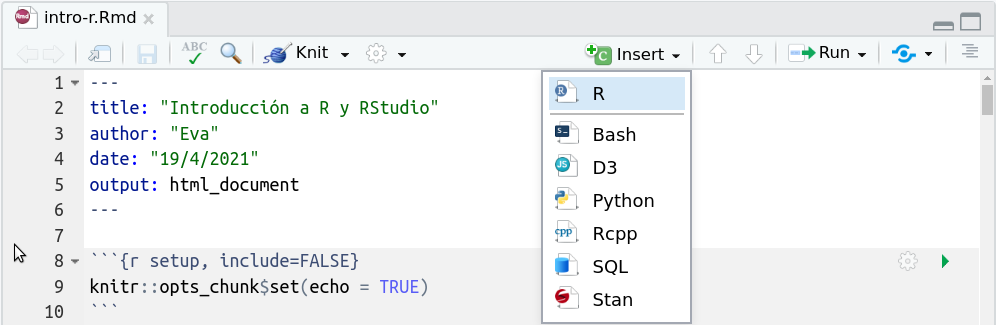 intro-r.Rmd
ABC Knit Insert Run
1 ---
2 title: "Introducción a R y RStudio"
3 author: "Eva"
4 date: "19/4/2021"
5 output: html_document
6 ---
7
8 ```{r setup, include=FALSE}
9 knitr::opts_chunk$set(echo = TRUE)
10 ```
R
Bash
D3
Python
Rcpp
SQL
Stan